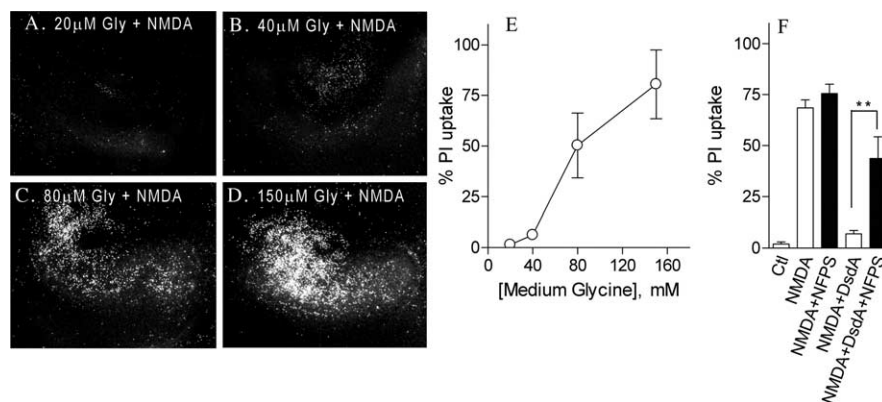 A. 20µM Gly + NMDA
B. 40µM Gly + NMDA
C. 80µM Gly + NMDA
D. 150µM Gly + NMDA
E
100
75
50
25
0
% PI uptake
0 40 80 120 160
[Medium Glycine], mM
F
100
75
50
25
0
% PI uptake
**
Ctl
NMDA
NMDA+NFPS
NMDA+DsdA
NMDA+DsdA+NFPS